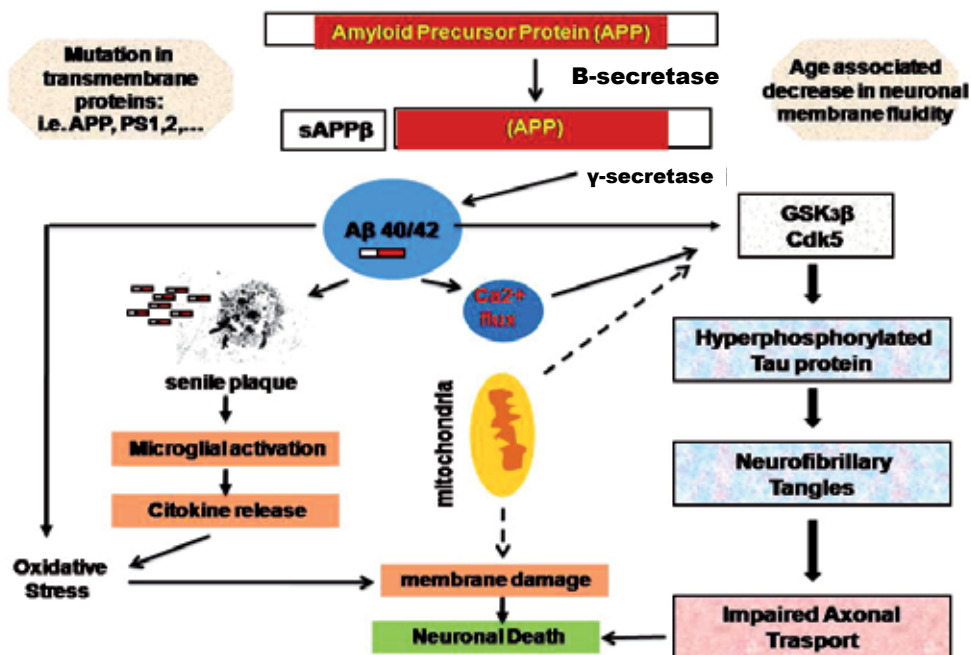 Amyloid Precursor Protein (APP)
Mutation in
transmembrane
proteins:
i.e. APP, PS1,2,...
B-secretase
Age associated
decrease in neuronal
membrane fluidity
sAPPβ
(APP)
γ-secretase
Aβ 40/42
GSK3β
Cdk5
Ca2+
flux
Hyperphosphorylated
Tau protein
senile plaque
mitochondria
Microglial activation
Neurofibrillary
Tangles
Citokine release
Oxidative
Stress
membrane damage
Neuronal Death
Impaired Axonal
Trasport